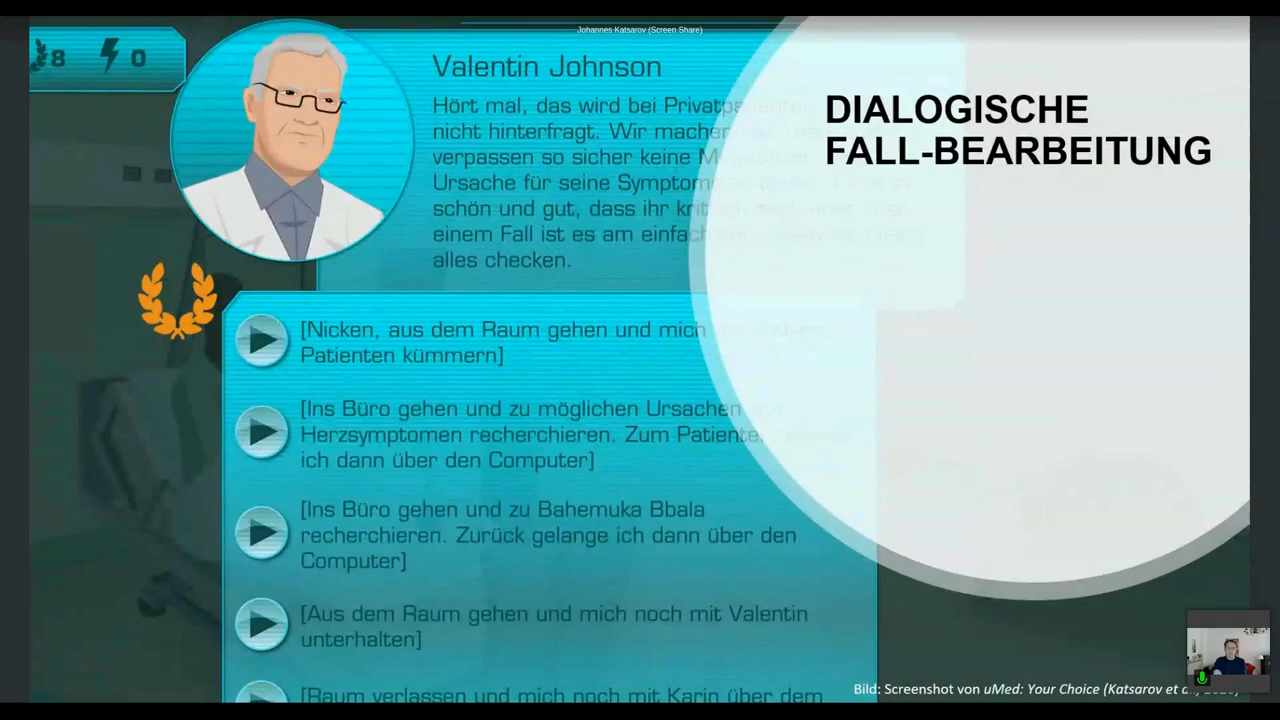 Johannes Katsarov (Screen Share)
8 0
Valentin Johnson
Hört mal, das wird bei Privatpatienten
nicht hinterfragt. Wir machen
verpassen so sicher keine
Ursache für seine Symptome
schön und gut, dass ihr
einem Fall ist es am einfachsten
alles checken.
DIALOGISCHE
FALL-BEARBEITUNG
[Nicken, aus dem Raum gehen und mich
Patienten kümmern]
[Ins Büro gehen und zu möglichen Ursachen
Herzsymptomen recherchieren. Zum Patienten
ich dann über den Computer]
[Ins Büro gehen und zu Bahemuka Bbala
recherchieren. Zurück gelange ich dann über den
Computer]
[Aus dem Raum gehen und mich noch mit Valentin
unterhalten]
[Raum verlassen und mich noch mit Karin über dem
Bild: Screenshot von uMed: Your Choice (Katsarov et